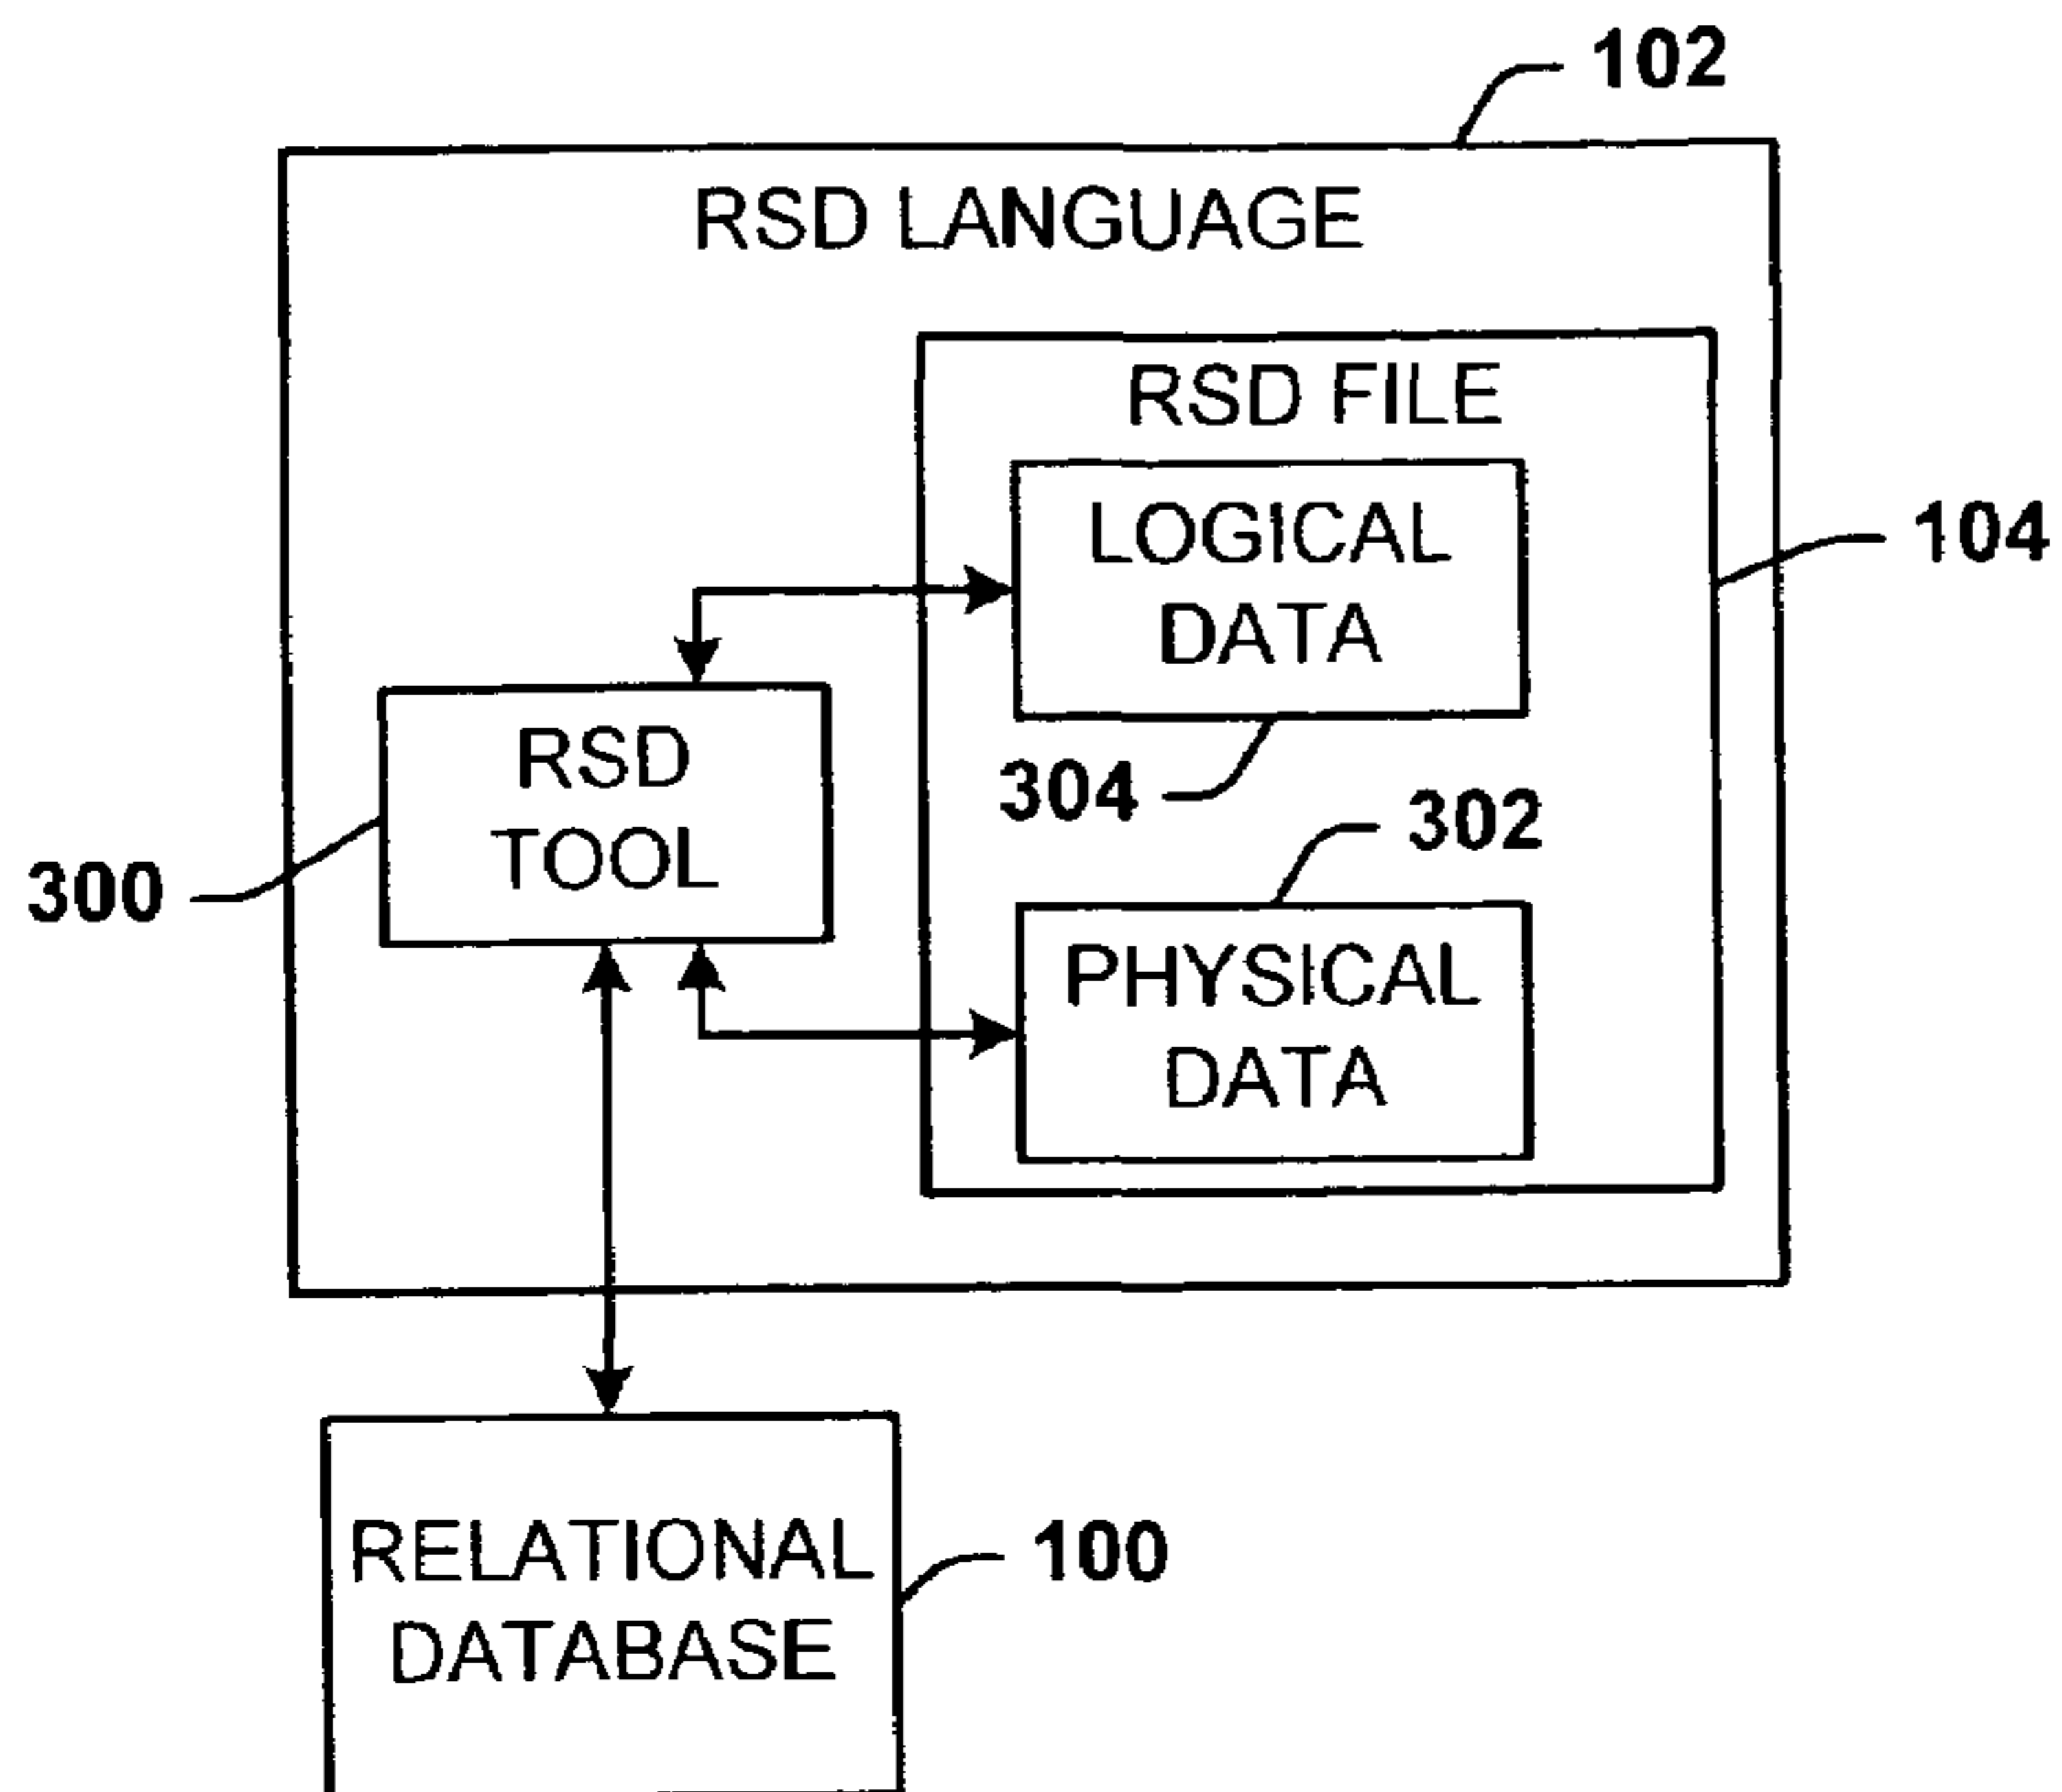 102
RSD LANGUAGE
RSD FILE
LOGICAL
DATA
104
RSD
TOOL
304
302
300
PHYSICAL
DATA
RELATIONAL
DATABASE
100